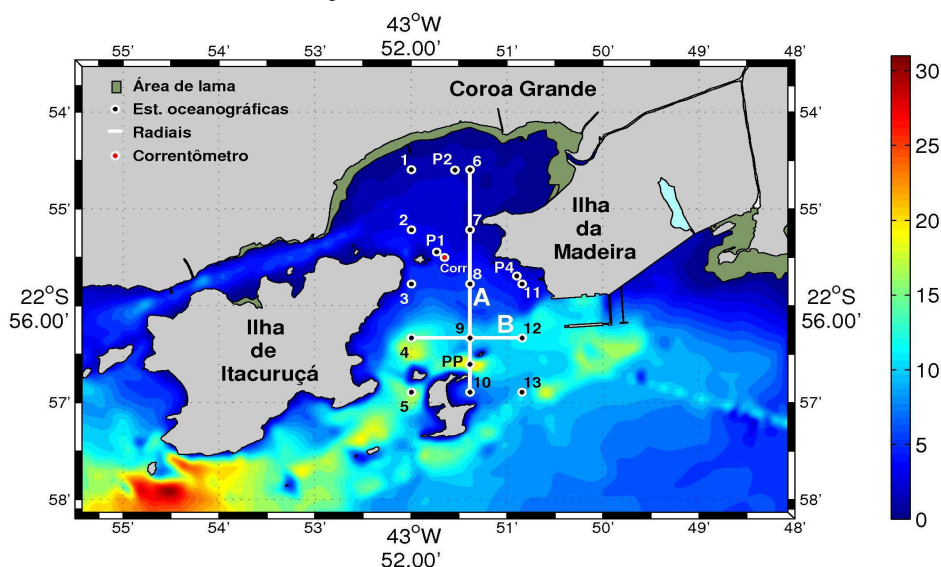 43°W
52.00'
55'
54'
53'
51'
50'
49'
48'
Área de lama
Est. oceanográficas
Radiais
Correntômetro
Coroa Grande
54'
55'
22°S
56.00'
57'
58'
1
P2
6
2
7
P1
Corr
8
3
A
P4
11
Ilha
da
Madeira
22°S
56.00'
54'
55'
57'
58'
Ilha
de
Itacuruçá
9
B
12
4
PP
10
13
5
55'
54'
53'
51'
50'
49'
48'
43°W
52.00'
30
25
20
15
10
5
0